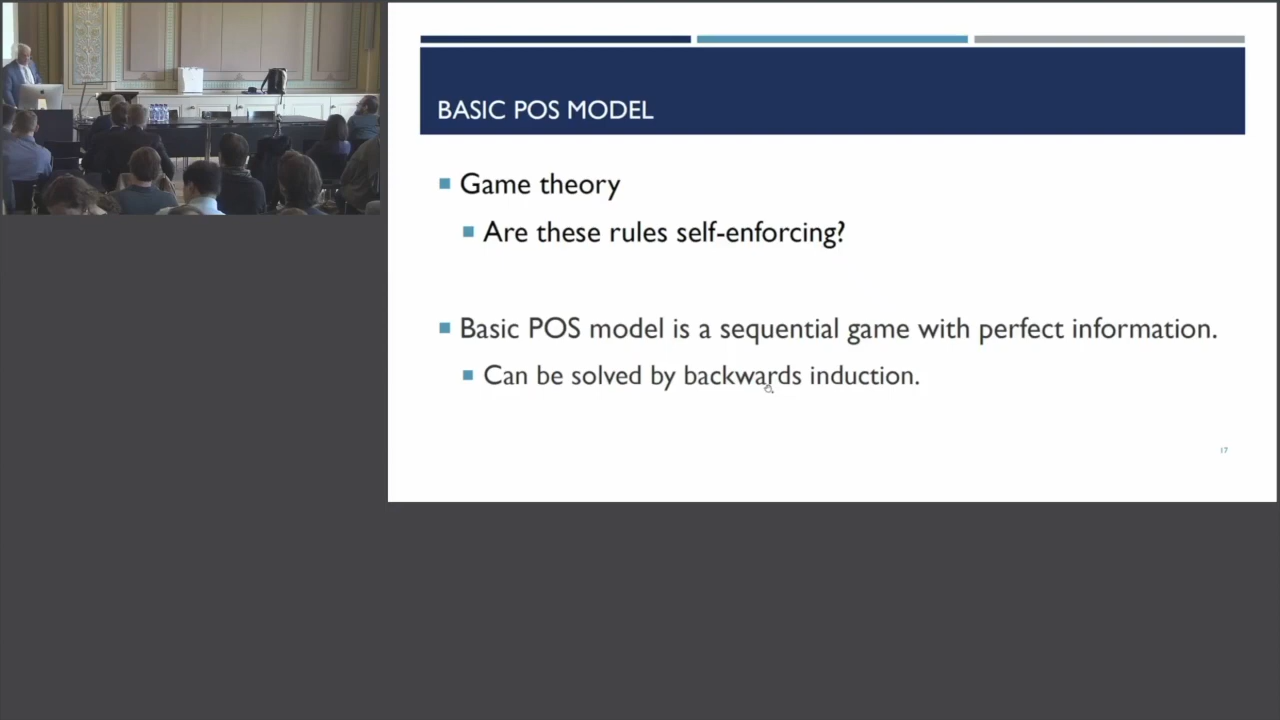 BASIC POS MODEL
Game theory
Are these rules self-enforcing?
Basic POS model is a sequential game with perfect information.
Can be solved by backwards induction.
17